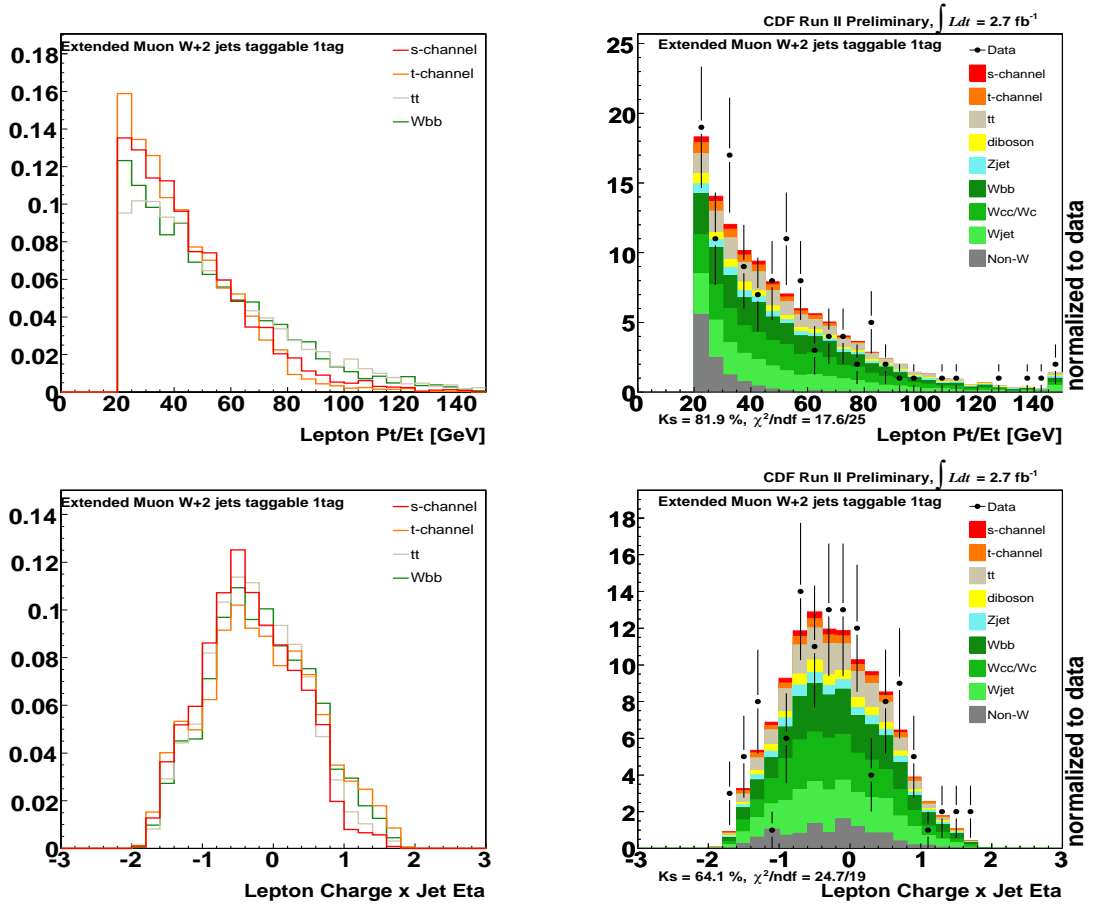 Extended Muon W+2 jets taggable 1tag
s-channel
t-channel
tt
Wbb
0.18
0.16
0.14
0.12
0.1
0.08
0.06
0.04
0.02
0
0 20 40 60 80 100 120 140
Lepton Pt/Et [GeV]
CDF Run II Preliminary, ∫ Ldt = 2.7 fb⁻¹
Extended Muon W+2 jets taggable 1tag
Data
s-channel
t-channel
tt
diboson
Zjet
Wbb
Wcc/Wc
Wjet
Non-W
25
20
15
10
5
0
0 20 40 60 80 100 120 140
Ks = 81.9 %, χ²/ndf = 17.6/25
Lepton Pt/Et [GeV]
normalized to data
Extended Muon W+2 jets taggable 1tag
s-channel
t-channel
tt
Wbb
0.14
0.12
0.1
0.08
0.06
0.04
0.02
0
-3 -2 -1 0 1 2 3
Lepton Charge x Jet Eta
CDF Run II Preliminary, ∫ Ldt = 2.7 fb⁻¹
Extended Muon W+2 jets taggable 1tag
Data
s-channel
t-channel
tt
diboson
Zjet
Wbb
Wcc/Wc
Wjet
Non-W
18
16
14
12
10
8
6
4
2
0
-3 -2 -1 0 1 2 3
Ks = 64.1 %, χ²/ndf = 24.7/19
Lepton Charge x Jet Eta
normalized to data